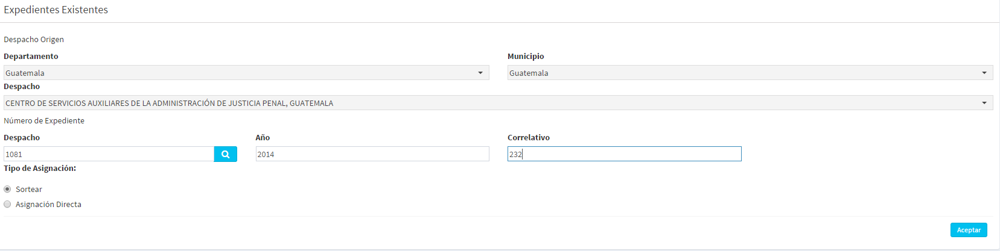 Expedientes Existentes
Despacho Origen
Departamento Municipio
Guatemala Guatemala
Despacho
CENTRO DE SERVICIOS AUXILIARES DE LA ADMINISTRACIÓN DE JUSTICIA PENAL, GUATEMALA
Número de Expediente
Despacho Año Correlativo
1081 2014 232
Tipo de Asignación:
Sortear
Asignación Directa
Aceptar